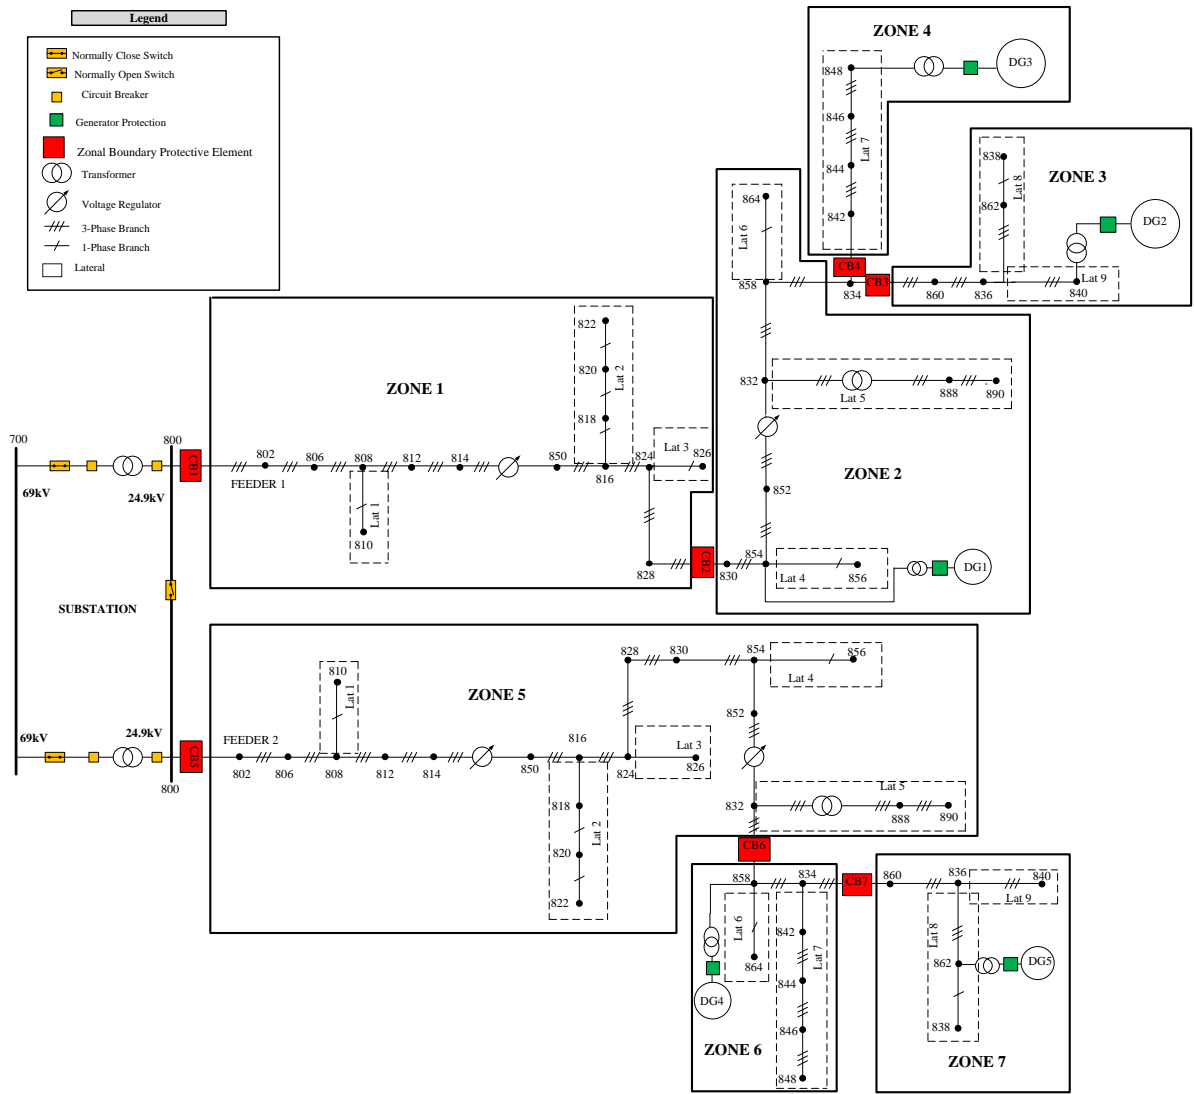 Legend
Normally Close Switch
Normally Open Switch
Circuit Breaker
Generator Protection
Zonal Boundary Protective Element
Transformer
Voltage Regulator
3-Phase Branch
1-Phase Branch
Lateral
ZONE 4
848
DG3
846
Lat 7
844
842
CB4
ZONE 3
838
Lat 8
862
DG2
CB3
834
860
836
Lat 9
840
864
Lat 6
858
832
Lat 5
888
890
ZONE 2
852
854
Lat 4
856
DG1
830
CB2
ZONE 1
822
820
Lat 2
818
Lat 3
826
824
816
850
814
812
808
806
802
FEEDER 1
Lat 1
810
828
700
800
CB1
69kV
24.9kV
SUBSTATION
69kV
24.9kV
800
CB5
ZONE 5
FEEDER 2
802
806
808
810
Lat 1
812
814
850
816
824
Lat 3
826
818
Lat 2
820
822
828
830
854
856
Lat 4
852
832
Lat 5
888
890
CB6
858
834
CB7
860
836
840
Lat 9
842
Lat 6
Lat 7
864
844
DG4
846
ZONE 6
848
Lat 8
862
DG5
838
ZONE 7